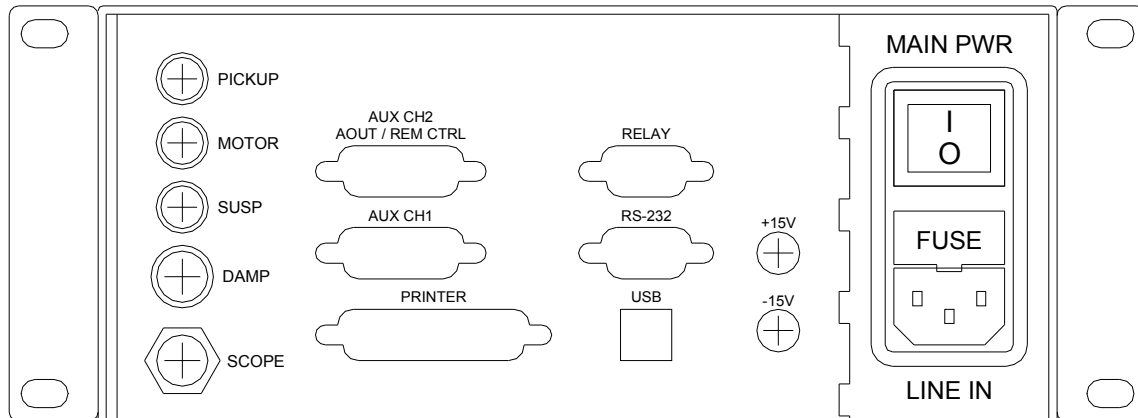 PICKUP
MOTOR
SUSP
DAMP
SCOPE
AUX CH2
AOUT / REM CTRL
AUX CH1
PRINTER
RELAY
RS-232
USB
+15V
-15V
MAIN PWR
I
O
FUSE
LINE IN